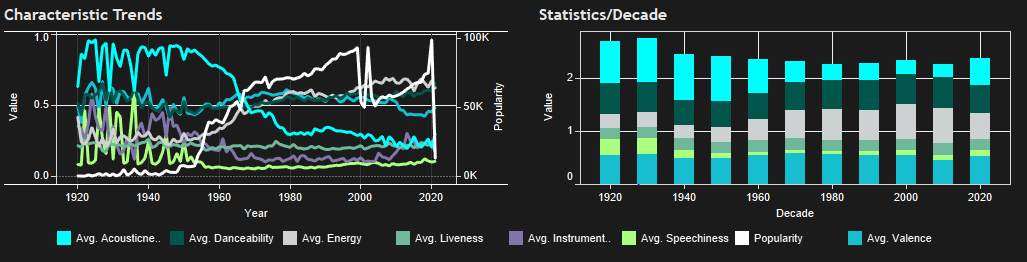 Characteristic Trends
1.0
0.5
0.0
Value
100K
50K
0K
Popularity
1920 1940 1960 1980 2000 2021
Year
Statistics/Decade
2
1
0
Value
1920 1940 1960 1980 2000 2020
Decade
Avg. Acousticne.. Avg. Danceability Avg. Energy Avg. Liveness Avg. Instrument.. Avg. Speechiness Popularity Avg. Valence